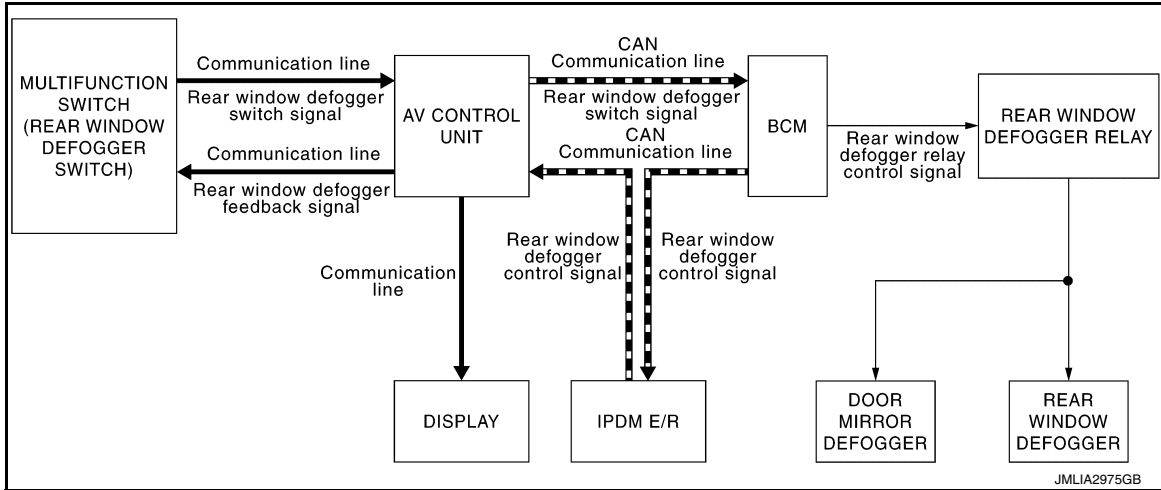 MULTIFUNCTION
SWITCH
(REAR WINDOW
DEFOGGER
SWITCH)
Communication line
Rear window defogger
switch signal
Communication line
Rear window defogger
feedback signal
AV CONTROL
UNIT
CAN
Communication line
Rear window defogger
switch signal
CAN
Communication line
BCM
Rear window
defogger relay
control signal
REAR WINDOW
DEFOGGER RELAY
Communication
line
Rear window
defogger
control signal
Rear window
defogger
control signal
DISPLAY
IPDM E/R
DOOR
MIRROR
DEFOGGER
REAR
WINDOW
DEFOGGER
JMLIA2975GB